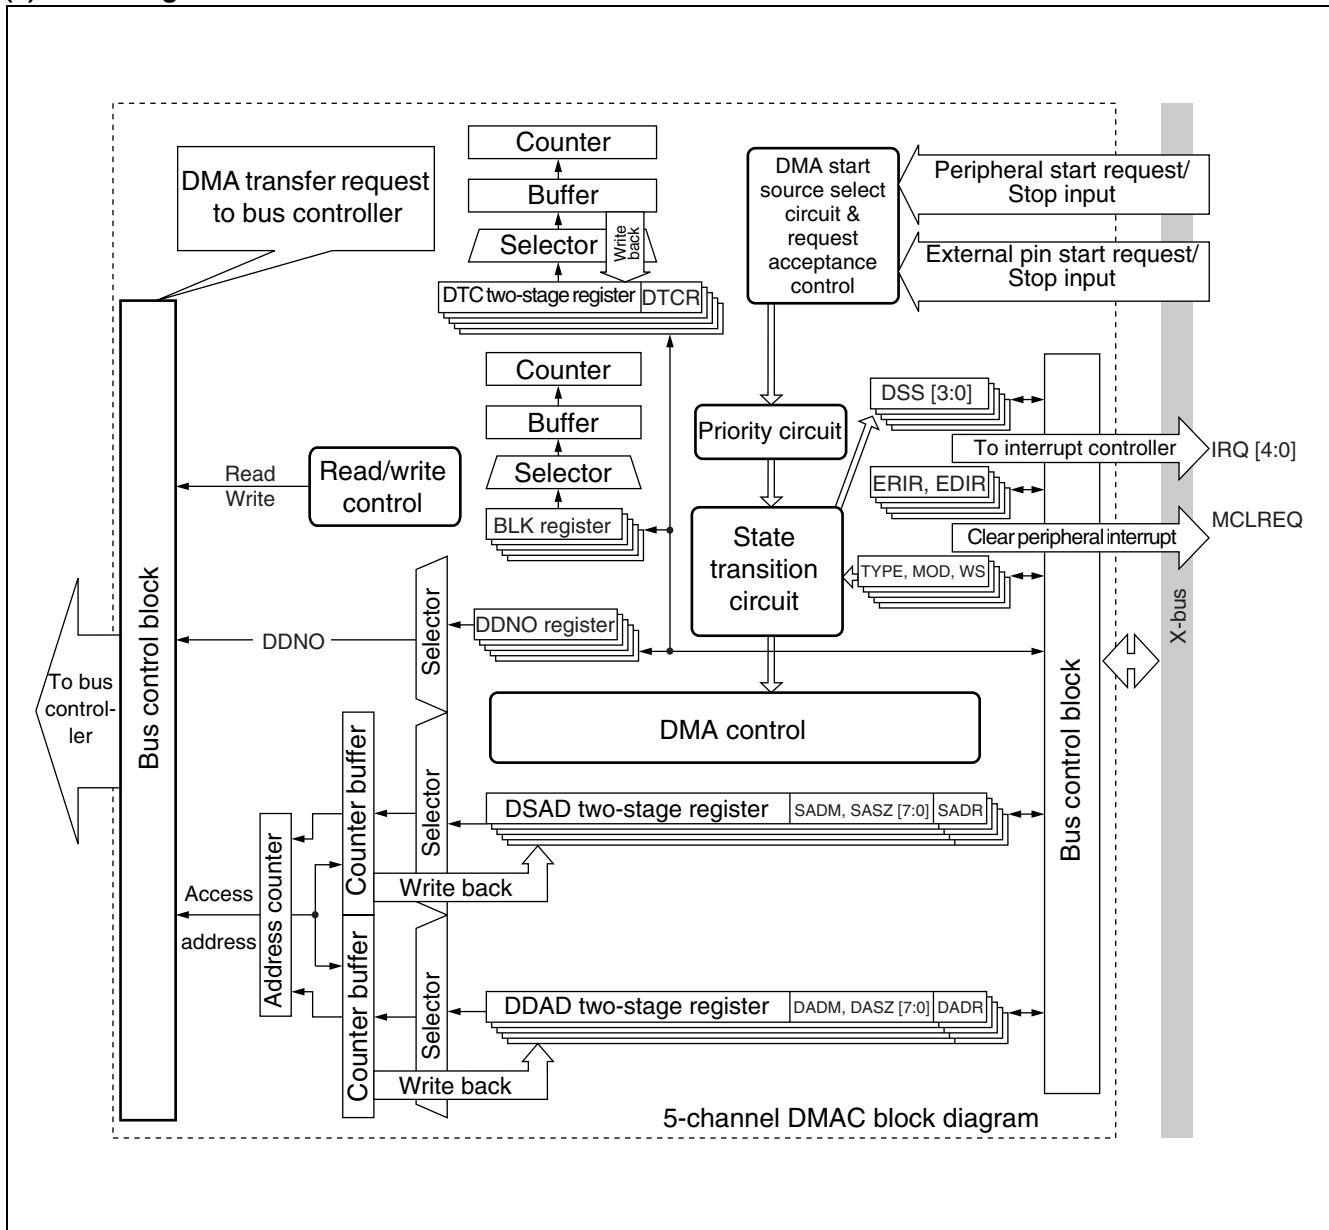 Counter
Buffer
Selector
Write
back
DTC two-stage register
DTCR
DMA transfer request
to bus controller
DMA start
source select
circuit &
request
acceptance
control
Peripheral start request/
Stop input
External pin start request/
Stop input
Counter
Buffer
Selector
BLK register
Priority circuit
DSS [3:0]
To interrupt controller
IRQ [4:0]
ERIR, EDIR
MCLREQ
Clear peripheral interrupt
Read
Write
Read/write
control
State
transition
circuit
TYPE, MOD, WS
X-bus
Bus control block
DDNO
Selector
DDNO register
To bus
control-
ler
Bus control block
DMA control
Counter buffer
Selector
DSAD two-stage register
SADM, SASZ [7:0]
SADR
Write back
Access
address
Address counter
Counter buffer
Selector
DDAD two-stage register
DADM, DASZ [7:0]
DADR
Write back
5-channel DMAC block diagram